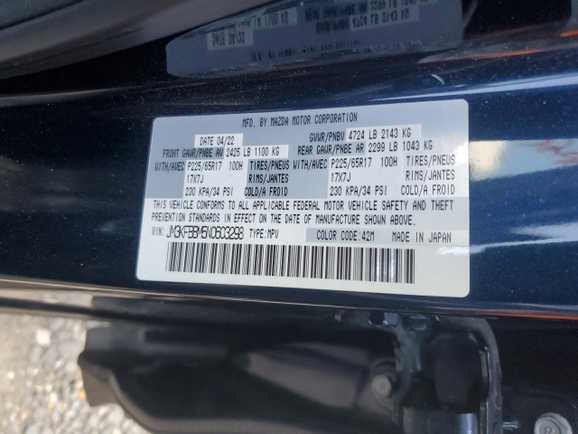 MFD. BY MAZDA MOTOR CORPORATION
DATE 04/22 GVWR/PNBV 4724 LB 2143 KG
FRONT GAWR/PNBE AV 2425 LB 1100 KG REAR GAWR/PNBE AR 2299 LB 1043 KG
WITH/AVEC P225/65R17 100H TIRES/PNEUS WITH/AVEC P225/65R17 100H TIRES/PNEUS
17X7J RIMS/JANTES 17X7J RIMS/JANTES
230 KPA/34 PSI COLD/A FROID 230 KPA/34 PSI COLD/A FROID
THIS VEHICLE CONFORMS TO ALL APPLICABLE FEDERAL MOTOR VEHICLE SAFETY AND THEFT
PREVENTION STANDARDS IN EFFECT ON THE DATE OF MANUFACTURE SHOWN ABOVE.
VIN: JM3KFBBM5N0603298 TYPE:MPV COLOR CODE:42M MADE IN JAPAN